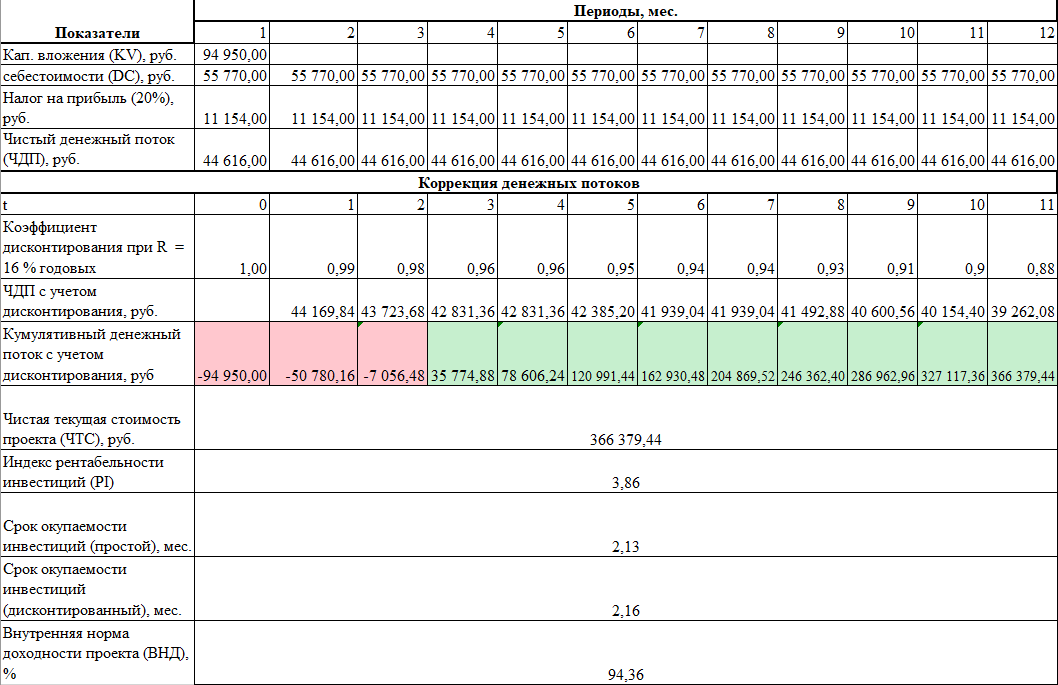 Периоды, мес.
Показатели 1 2 3 4 5 6 7 8 9 10 11 12
Кап. вложения (KV), руб. 94 950,00
себестоимости (DC), руб. 55 770,00 55 770,00 55 770,00 55 770,00 55 770,00 55 770,00 55 770,00 55 770,00 55 770,00 55 770,00 55 770,00 55 770,00
Налог на прибыль (20%),
руб. 11 154,00 11 154,00 11 154,00 11 154,00 11 154,00 11 154,00 11 154,00 11 154,00 11 154,00 11 154,00 11 154,00 11 154,00
Чистый денежный поток
(ЧДП), руб. 44 616,00 44 616,00 44 616,00 44 616,00 44 616,00 44 616,00 44 616,00 44 616,00 44 616,00 44 616,00 44 616,00 44 616,00
Коррекция денежных потоков
t 0 1 2 3 4 5 6 7 8 9 10 11
Коэффициент
дисконтирования при R =
16 % годовых 1,00 0,99 0,98 0,96 0,96 0,95 0,94 0,94 0,93 0,91 0,9 0,88
ЧДП с учетом
дисконтирования, руб. 44 169,84 43 723,68 42 831,36 42 831,36 42 385,20 41 939,04 41 939,04 41 492,88 40 600,56 40 154,40 39 262,08
Кумулятивный денежный
поток с учетом
дисконтирования, руб -94 950,00 -50 780,16 -7 056,48 35 774,88 78 606,24 120 991,44 162 930,48 204 869,52 246 362,40 286 962,96 327 117,36 366 379,44
Чистая текущая стоимость
проекта (ЧТС), руб. 366 379,44
Индекс рентабельности
инвестиций (PI) 3,86
Срок окупаемости
инвестиций (простой), мес. 2,13
Срок окупаемости
инвестиций
(дисконтированный), мес. 2,16
Внутренняя норма
доходности проекта (ВНД),
% 94,36